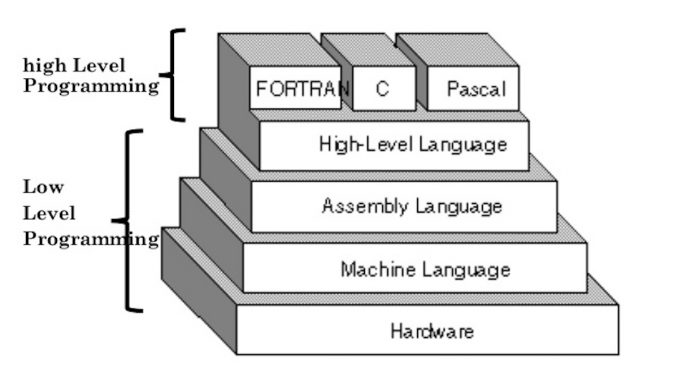 high Level
Programming
FORTRAN
C
Pascal
High-Level Language
Low
Level
Programming
Assembly Language
Machine Language
Hardware